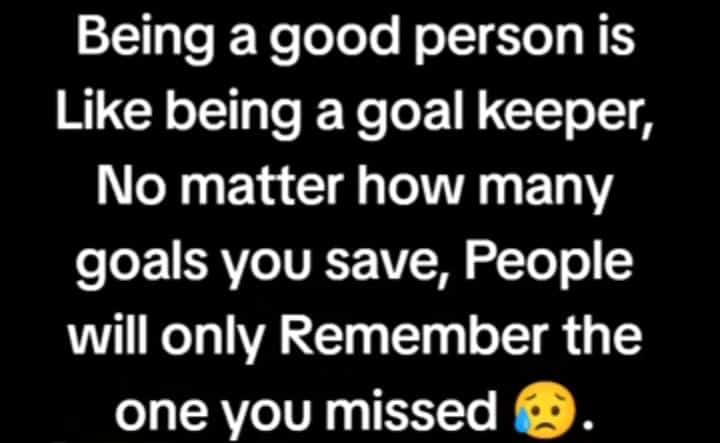 Being a good person is
Like being a goal keeper,
No matter how many
goals you save, People
will only Remember the
one you missed 😥.